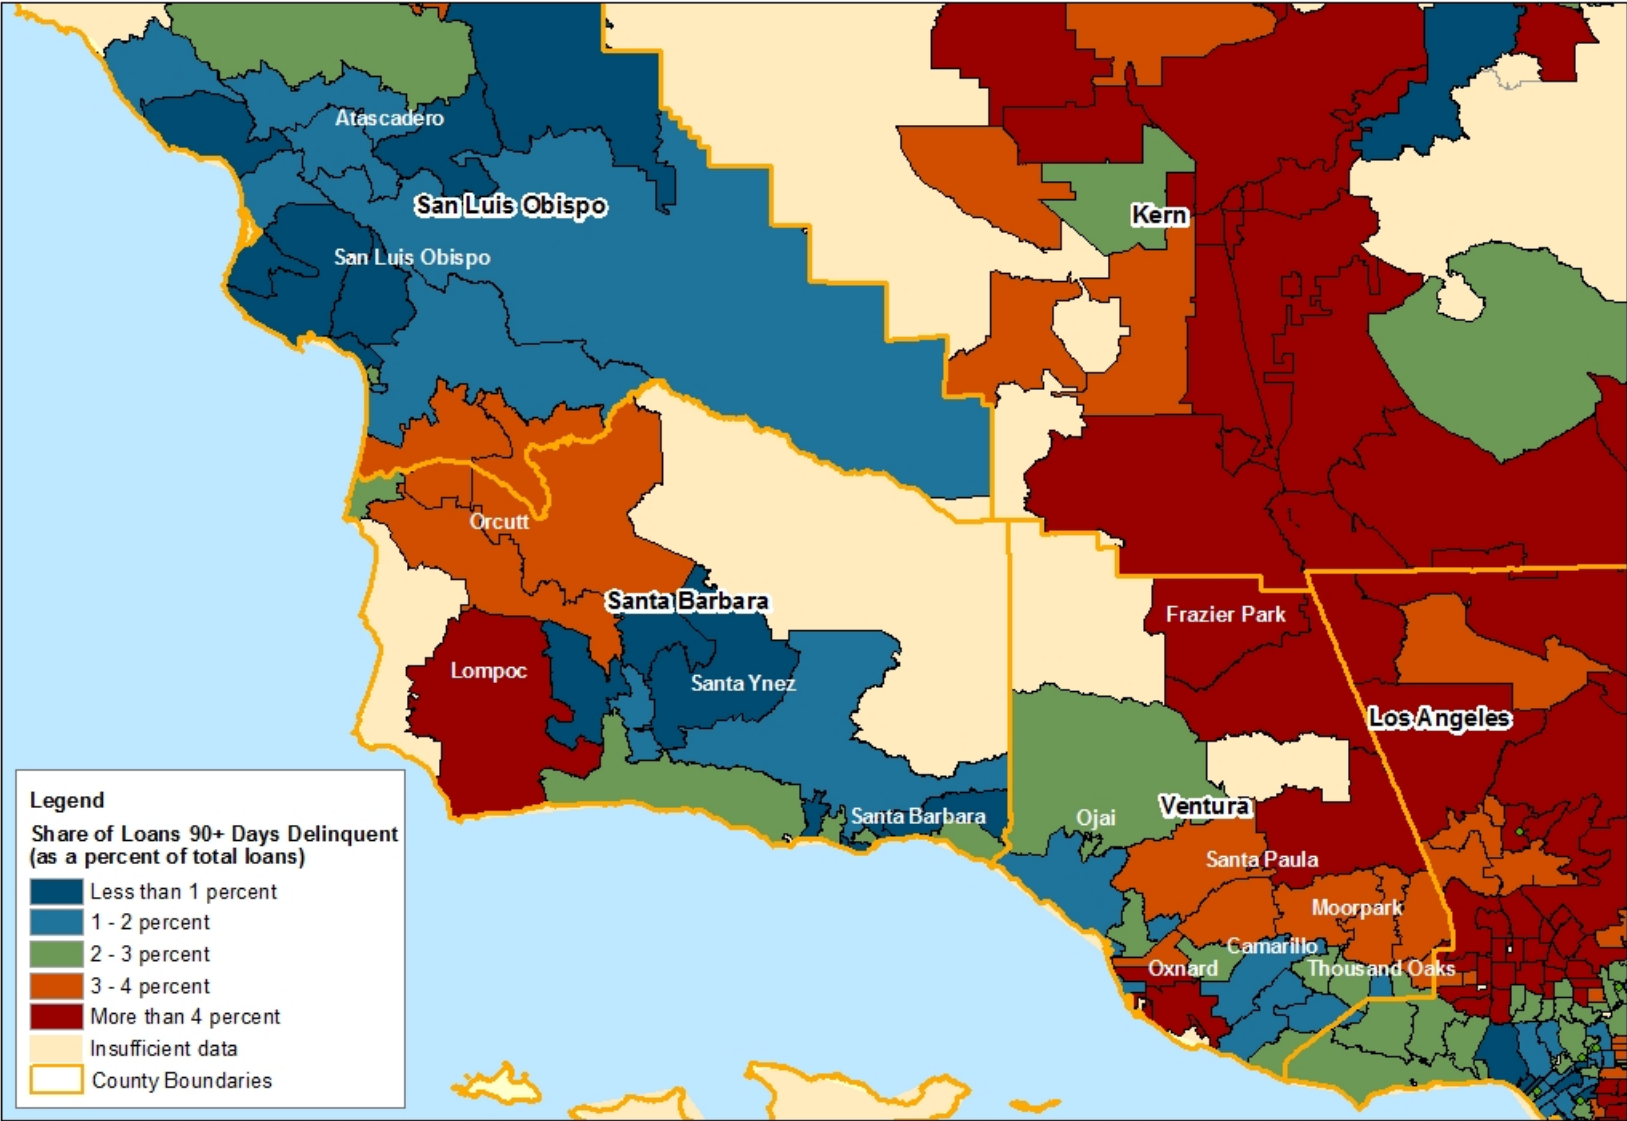 Atascadero
San Luis Obispo
Kern
San Luis Obispo
Orcutt
Santa Barbara
Frazier Park
Lompoc
Santa Ynez
Los Angeles
Ventura
Santa Barbara
Ojai
Santa Paula
Moorpark
Camarillo
Oxnard
Thousand Oaks
Legend
Share of Loans 90+ Days Delinquent
(as a percent of total loans)
Less than 1 percent
1 - 2 percent
2 - 3 percent
3 - 4 percent
More than 4 percent
Insufficient data
County Boundaries